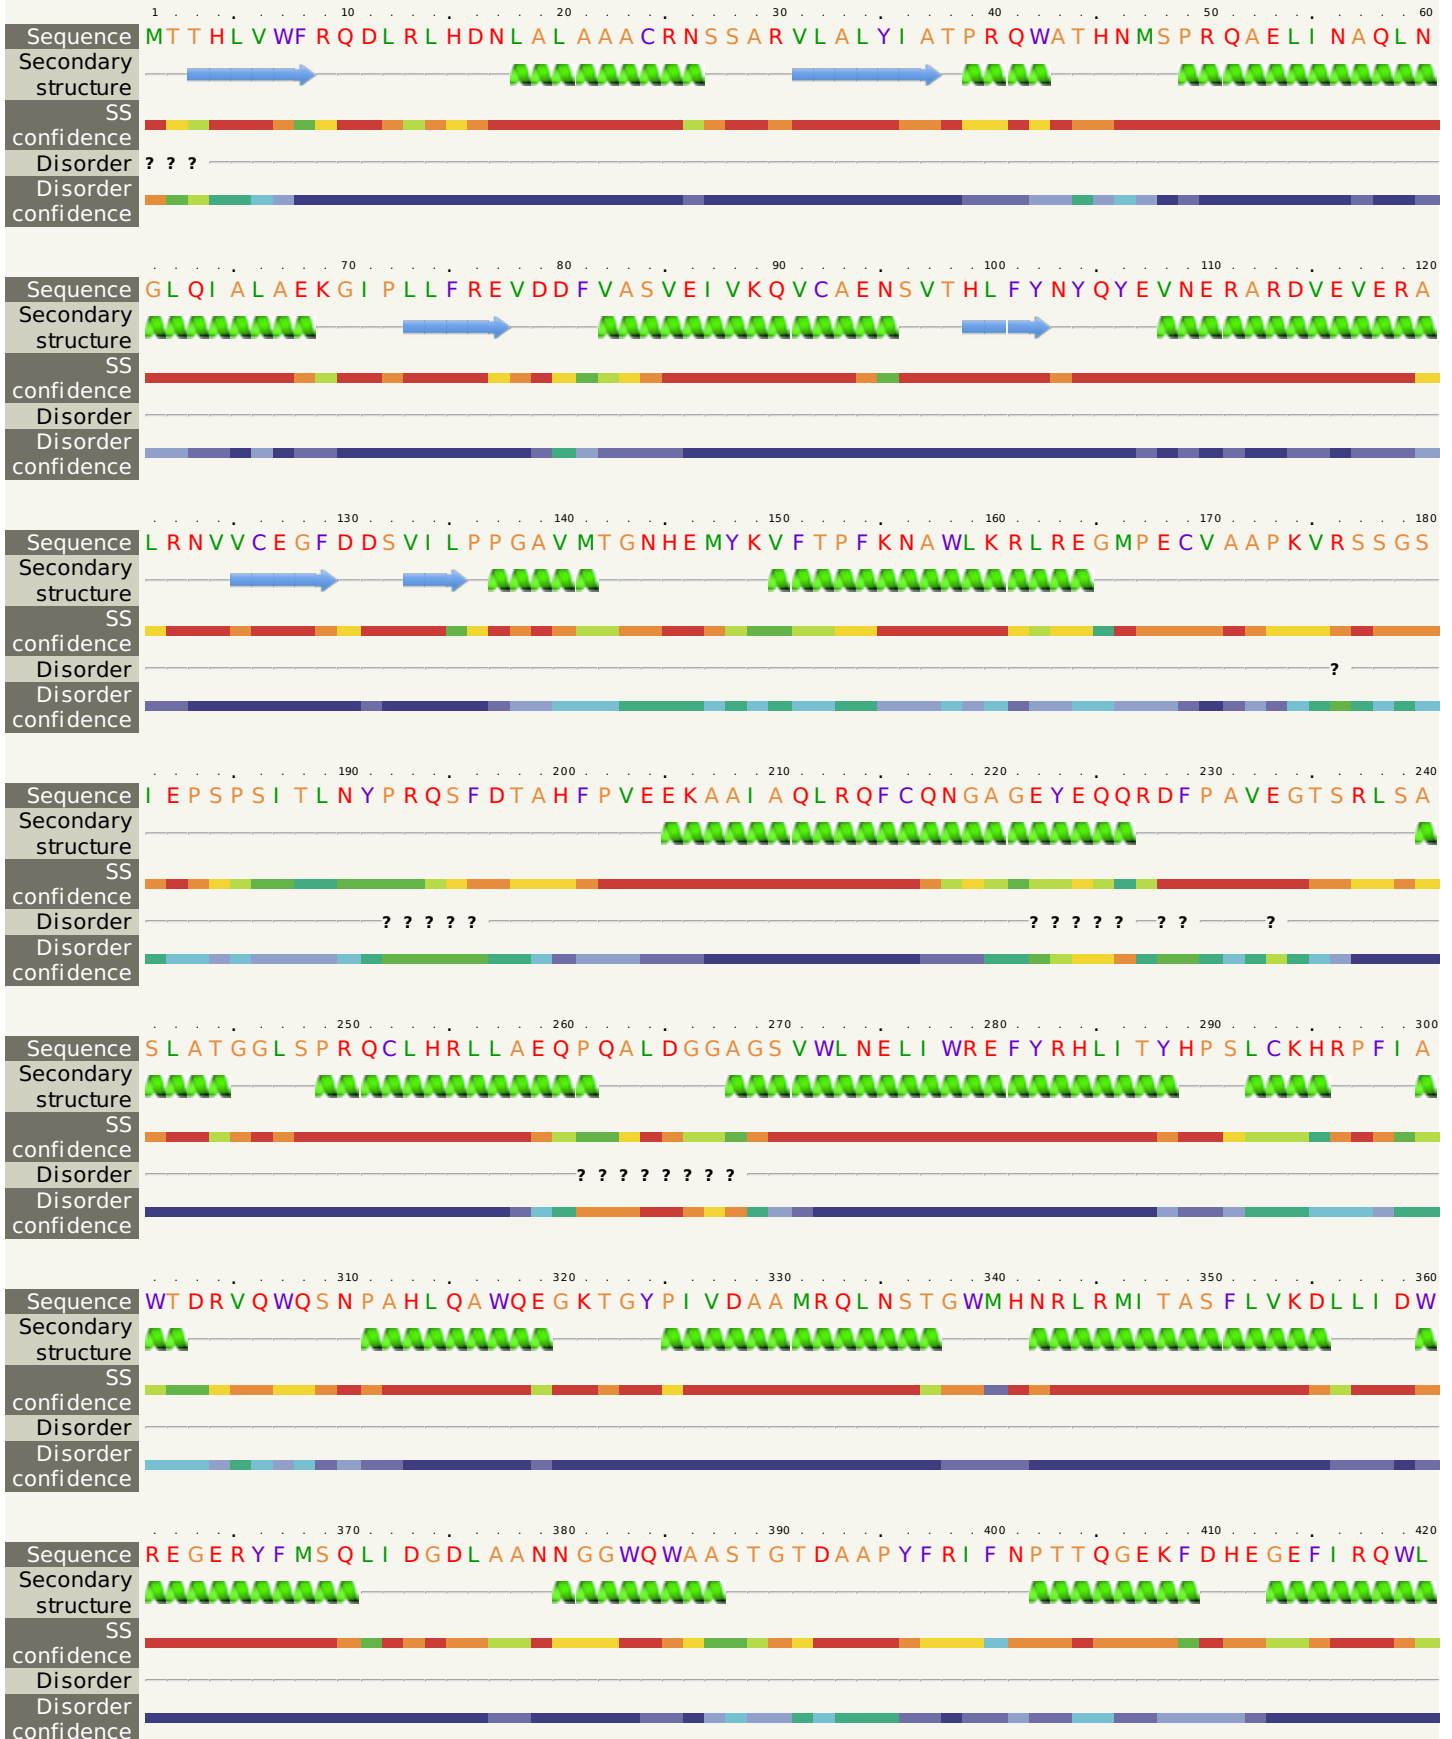 1 10 20 30 40 50 60
Sequence MTTHLVWFRQDLRLHDNLALAAACRNSSARVLALYIATPRQWATHNMSPRQAELINAQLN
Secondary
structure
SS
confidence
Disorder ? ? ?
Disorder
confidence
70 80 90 100 110 120
Sequence GLQIALAEKGIPLLFREVDDFVASVEIVKQVCAENSVTHLFYNYQYEVNERARDVEVERA
Secondary
structure
SS
confidence
Disorder
Disorder
confidence
130 140 150 160 170 180
Sequence LRNVVCEGFDDSVILPPGAVMTGNHEMYKVFTPFKNAWLKRLREGMPECVAAPKVRSSGS
Secondary
structure
SS
confidence
Disorder ?
Disorder
confidence
190 200 210 220 230 240
Sequence IEPSPSITLNYPRQSFDTAHFPVEEKAAIAQLRQFCQNGAGEYEQQRDFPAVEGTSRLSA
Secondary
structure
SS
confidence
Disorder ? ? ? ? ? ? ? ? ? ? ? ? ?
Disorder
confidence
250 260 270 280 290 300
Sequence SLATGGLSPRQCLHRLLAEQPQALDGGAGSVWLNELIWREFYRHLITYHPSLCKHRPFIA
Secondary
structure
SS
confidence
Disorder ? ? ? ? ? ? ? ?
Disorder
confidence
310 320 330 340 350 360
Sequence WTDRVQWQSNPAHLQAWQEGKTGYPIVDAAMRQLNSTGWMHNRLRMITASFLVKDLLIDW
Secondary
structure
SS
confidence
Disorder
Disorder
confidence
370 380 390 400 410 420
Sequence REGERYFMSQLIDGDLAANNGGWQWAASTGTDAAPYFRIFNPTTQGEKFDHEGEFIRQWL
Secondary
structure
SS
confidence
Disorder
Disorder
confidence